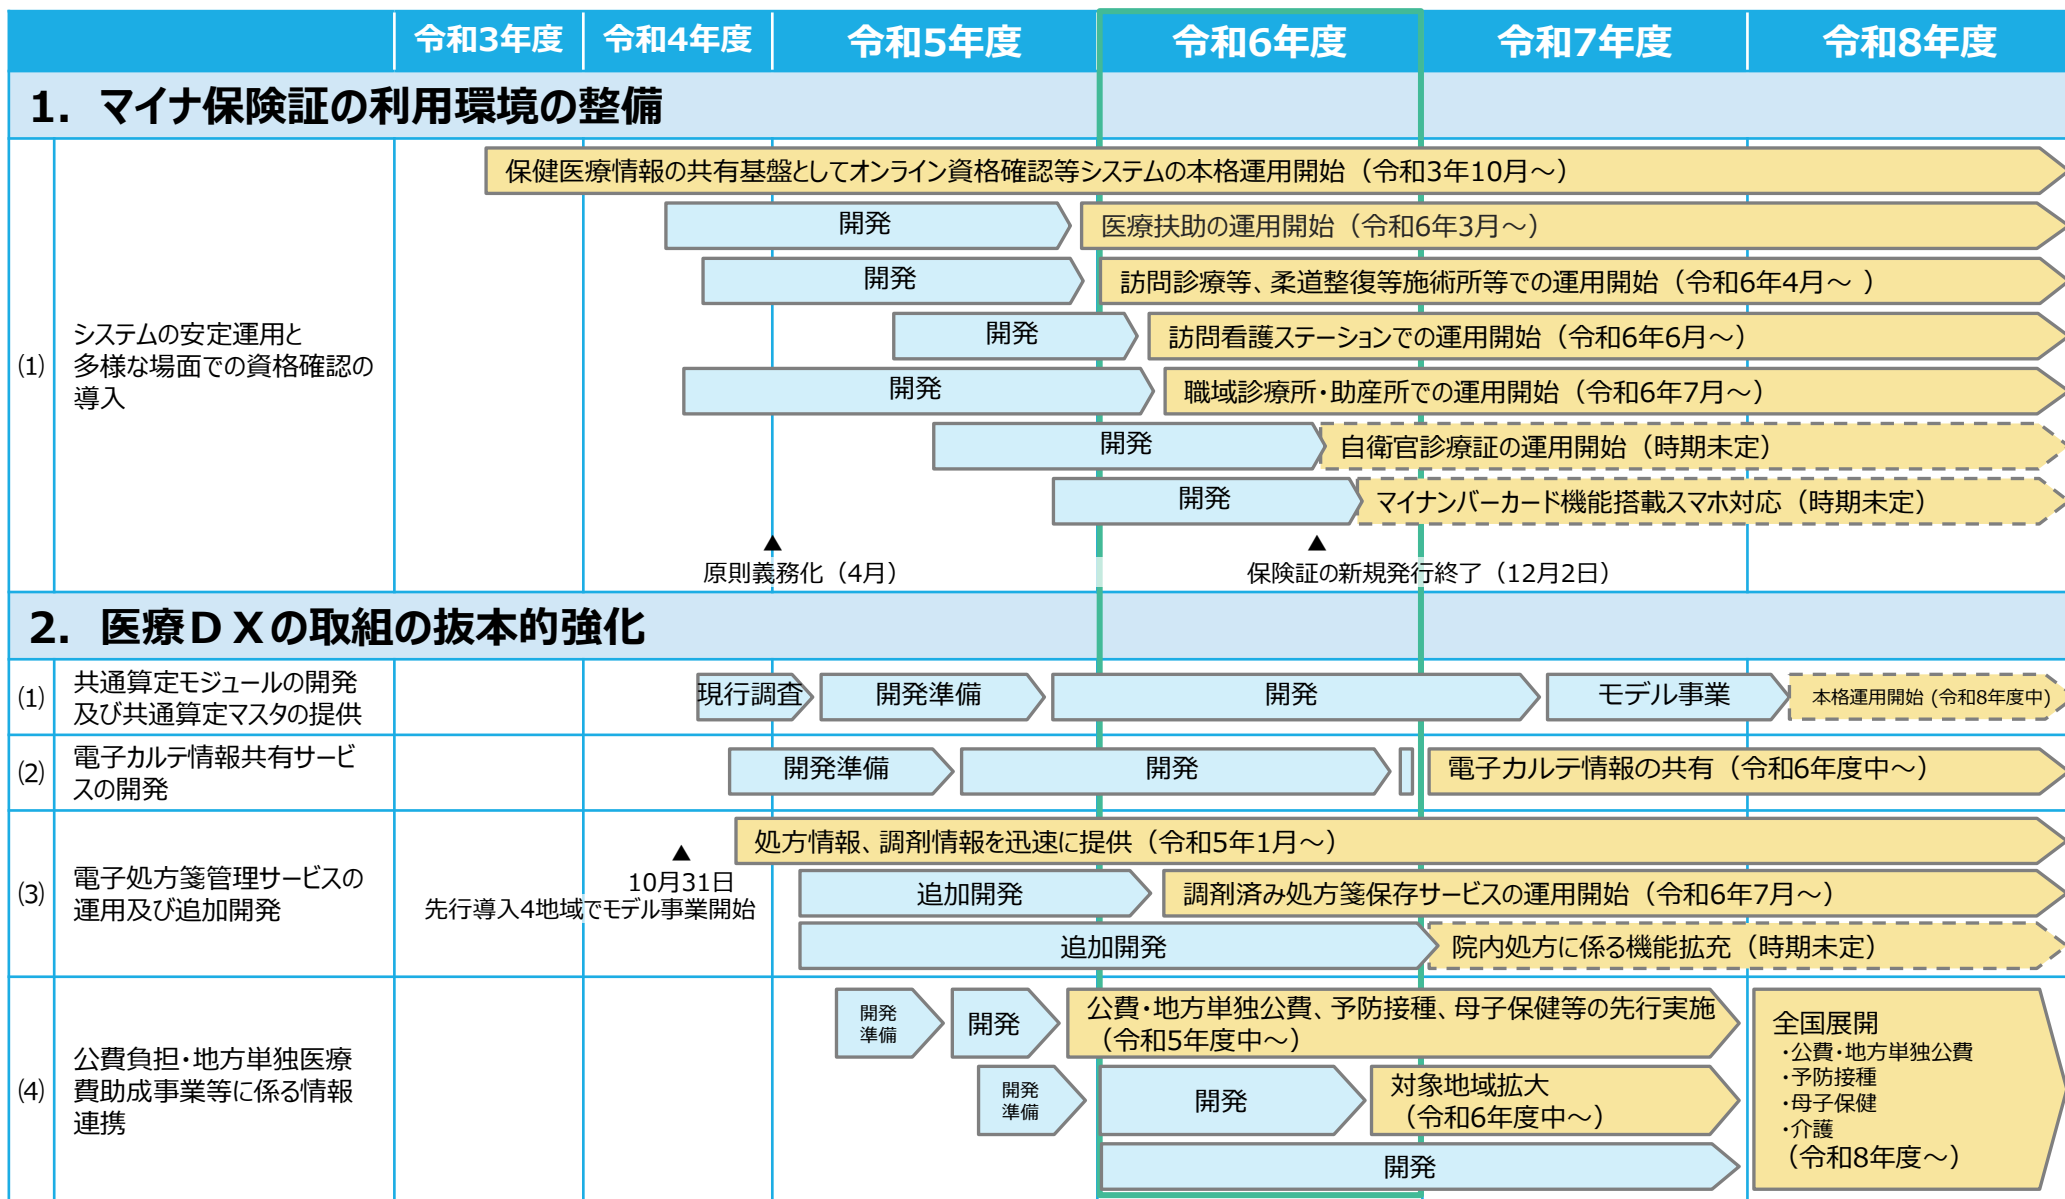 令和3年度 令和4年度 令和5年度 令和6年度 令和7年度 令和8年度
1. マイナ保険証の利用環境の整備
(1)
システムの安定運用と
多様な場面での資格確認の
導入
保健医療情報の共有基盤としてオンライン資格確認等システムの本格運用開始（令和3年10月～）
開発
医療扶助の運用開始（令和6年3月～）
開発
訪問診療等、柔道整復等施術所等での運用開始（令和6年4月～ ）
開発
訪問看護ステーションでの運用開始（令和6年6月～）
開発
職域診療所・助産所での運用開始（令和6年7月～）
開発
自衛官診療証の運用開始（時期未定）
開発
マイナンバーカード機能搭載スマホ対応（時期未定）
▲
原則義務化（4月）
▲
保険証の新規発行終了（12月2日）
2. 医療ＤＸの取組の抜本的強化
(1)
共通算定モジュールの開発
及び共通算定マスタの提供
現行調査
開発準備
開発
モデル事業
本格運用開始 (令和8年度中)
(2)
電子カルテ情報共有サービ
スの開発
開発準備
開発
電子カルテ情報の共有（令和6年度中～）
(3)
電子処方箋管理サービスの
運用及び追加開発
▲
10月31日
先行導入4地域でモデル事業開始
処方情報、調剤情報を迅速に提供（令和5年1月～）
追加開発
調剤済み処方箋保存サービスの運用開始（令和6年7月～）
追加開発
院内処方に係る機能拡充（時期未定）
(4)
公費負担・地方単独医療
費助成事業等に係る情報
連携
開発
準備
開発
公費・地方単独公費、予防接種、母子保健等の先行実施
（令和5年度中～）
開発
準備
開発
対象地域拡大
（令和6年度中～）
開発
全国展開
・公費・地方単独公費
・予防接種
・母子保健
・介護
（令和8年度～）